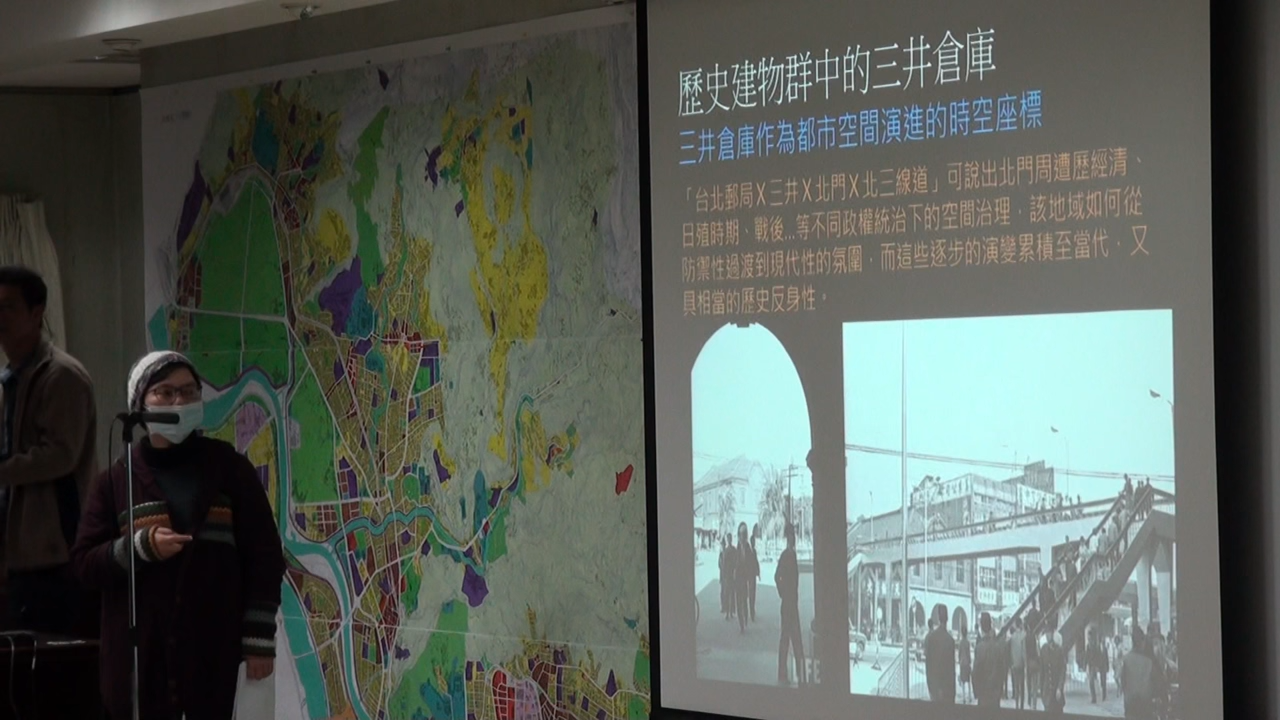 歷史建物群中的三井倉庫
三井倉庫作為都市空間演進的時空座標
「台北郵局X三井X北門X北三線道」可說出北門周遭歷經清、
日殖時期、戰後...等不同政權統治下的空間治理，該地域如何從
防禦性過渡到現代性的氛圍，而這些逐步的演變累積至當代，又
具相當的歷史反身性。